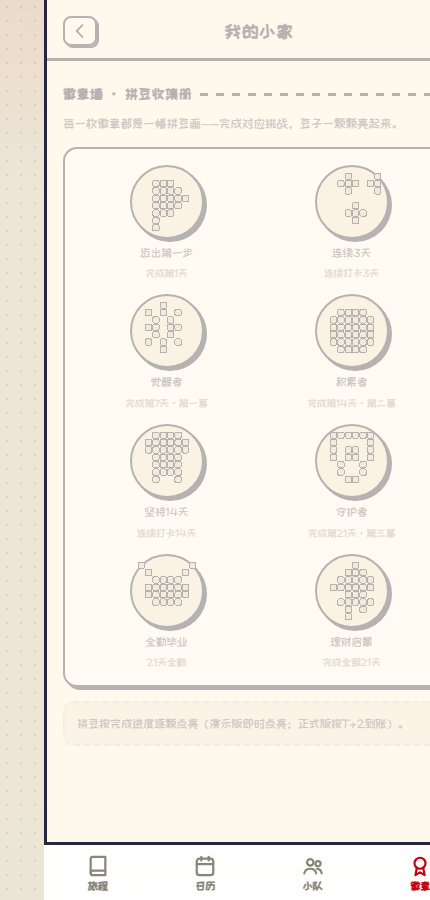 我的小家
徽章墙 · 拼豆收集册
每一枚徽章都是一幅拼豆画——完成对应挑战，豆子一颗颗亮起来。
迈出第一步
连续3天
完成第1天
连续打卡3天
觉醒者
积累者
完成第7天·第一幕
完成第14天·第二幕
坚持14天
守护者
连续打卡14天
完成第21天·第三幕
全勤毕业
理财启蒙
21天全勤
完成全部21天
拼豆按完成进度逐颗点亮（演示版即时点亮；正式版按T+2到账）。
旅程
日历
小队
徽章